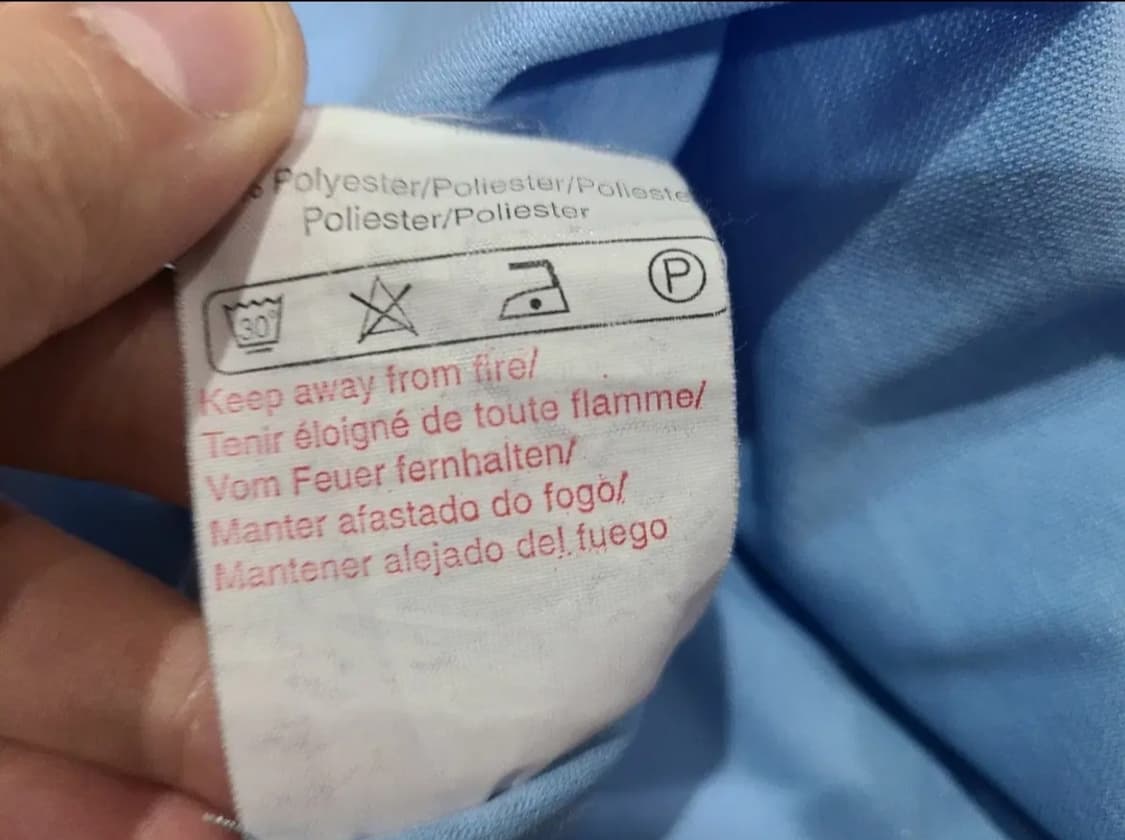 Polyester/Poliester/Polieste
Poliester/Poliester
30° P
Keep away from fire/
Tenir éloigné de toute flamme/
Vom Feuer fernhalten/
Manter afastado do fogo/
Mantener alejado del fuego